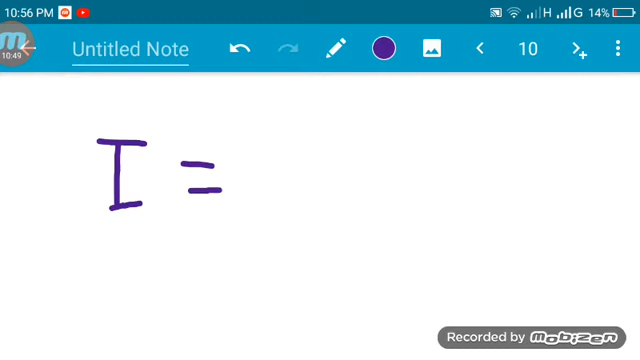 10:56 PM H G 14%
10:49 Untitled Note 10
I =
Recorded by mobizen